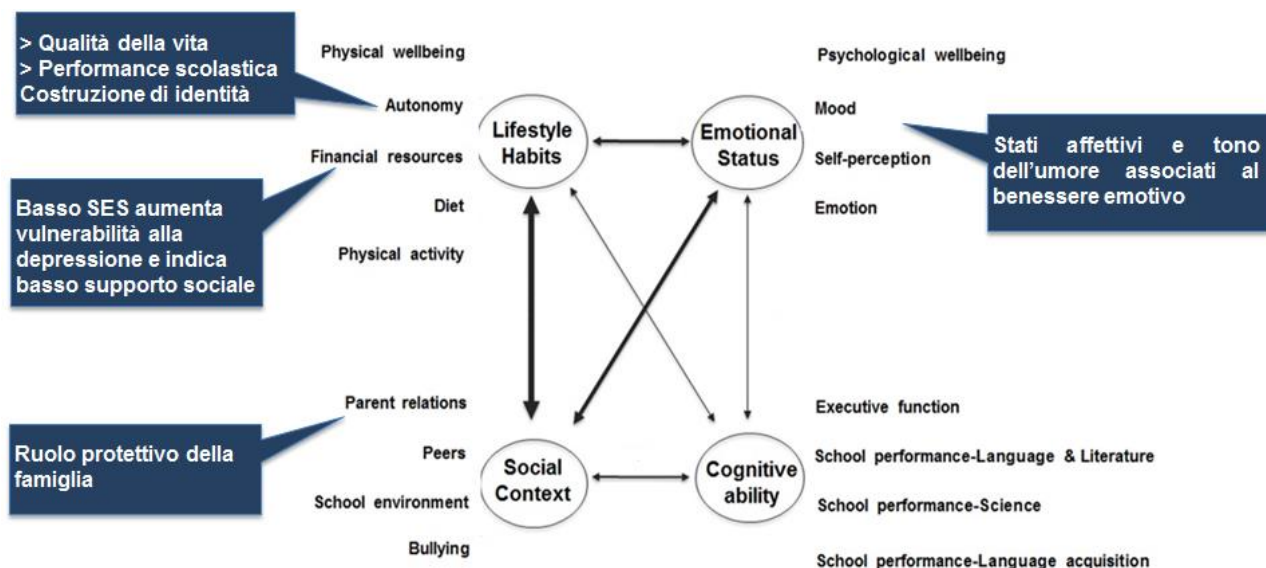 > Qualità della vita
> Performance scolastica
Costruzione di identità
Physical wellbeing
Autonomy
Financial resources
Diet
Physical activity
Lifestyle
Habits
Emotional
Status
Psychological wellbeing
Mood
Self-perception
Emotion
Stati affettivi e tono
dell'umore associati al
benessere emotivo
Basso SES aumenta
vulnerabilità alla
depressione e indica
basso supporto sociale
Ruolo protettivo della
famiglia
Parent relations
Peers
School environment
Bullying
Social
Context
Cognitive
ability
Executive function
School performance-Language & Literature
School performance-Science
School performance-Language acquisition